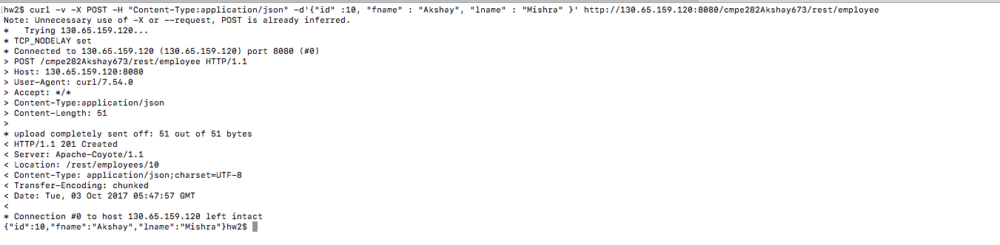 hw2$ curl -v -X POST -H "Content-Type:application/json" -d'{"id" :10, "fname" : "Akshay", "lname" : "Mishra" }' http://130.65.159.120:8080/cmpe282Akshay673/rest/employee
Note: Unnecessary use of -X or --request, POST is already inferred.
*   Trying 130.65.159.120...
* TCP_NODELAY set
* Connected to 130.65.159.120 (130.65.159.120) port 8080 (#0)
> POST /cmpe282Akshay673/rest/employee HTTP/1.1
> Host: 130.65.159.120:8080
> User-Agent: curl/7.54.0
> Accept: */*
> Content-Type:application/json
> Content-Length: 51
>
* upload completely sent off: 51 out of 51 bytes
< HTTP/1.1 201 Created
< Server: Apache-Coyote/1.1
< Location: /rest/employees/10
< Content-Type: application/json;charset=UTF-8
< Transfer-Encoding: chunked
< Date: Tue, 03 Oct 2017 05:47:57 GMT
<
* Connection #0 to host 130.65.159.120 left intact
{"id":10,"fname":"Akshay","lname":"Mishra"}hw2$